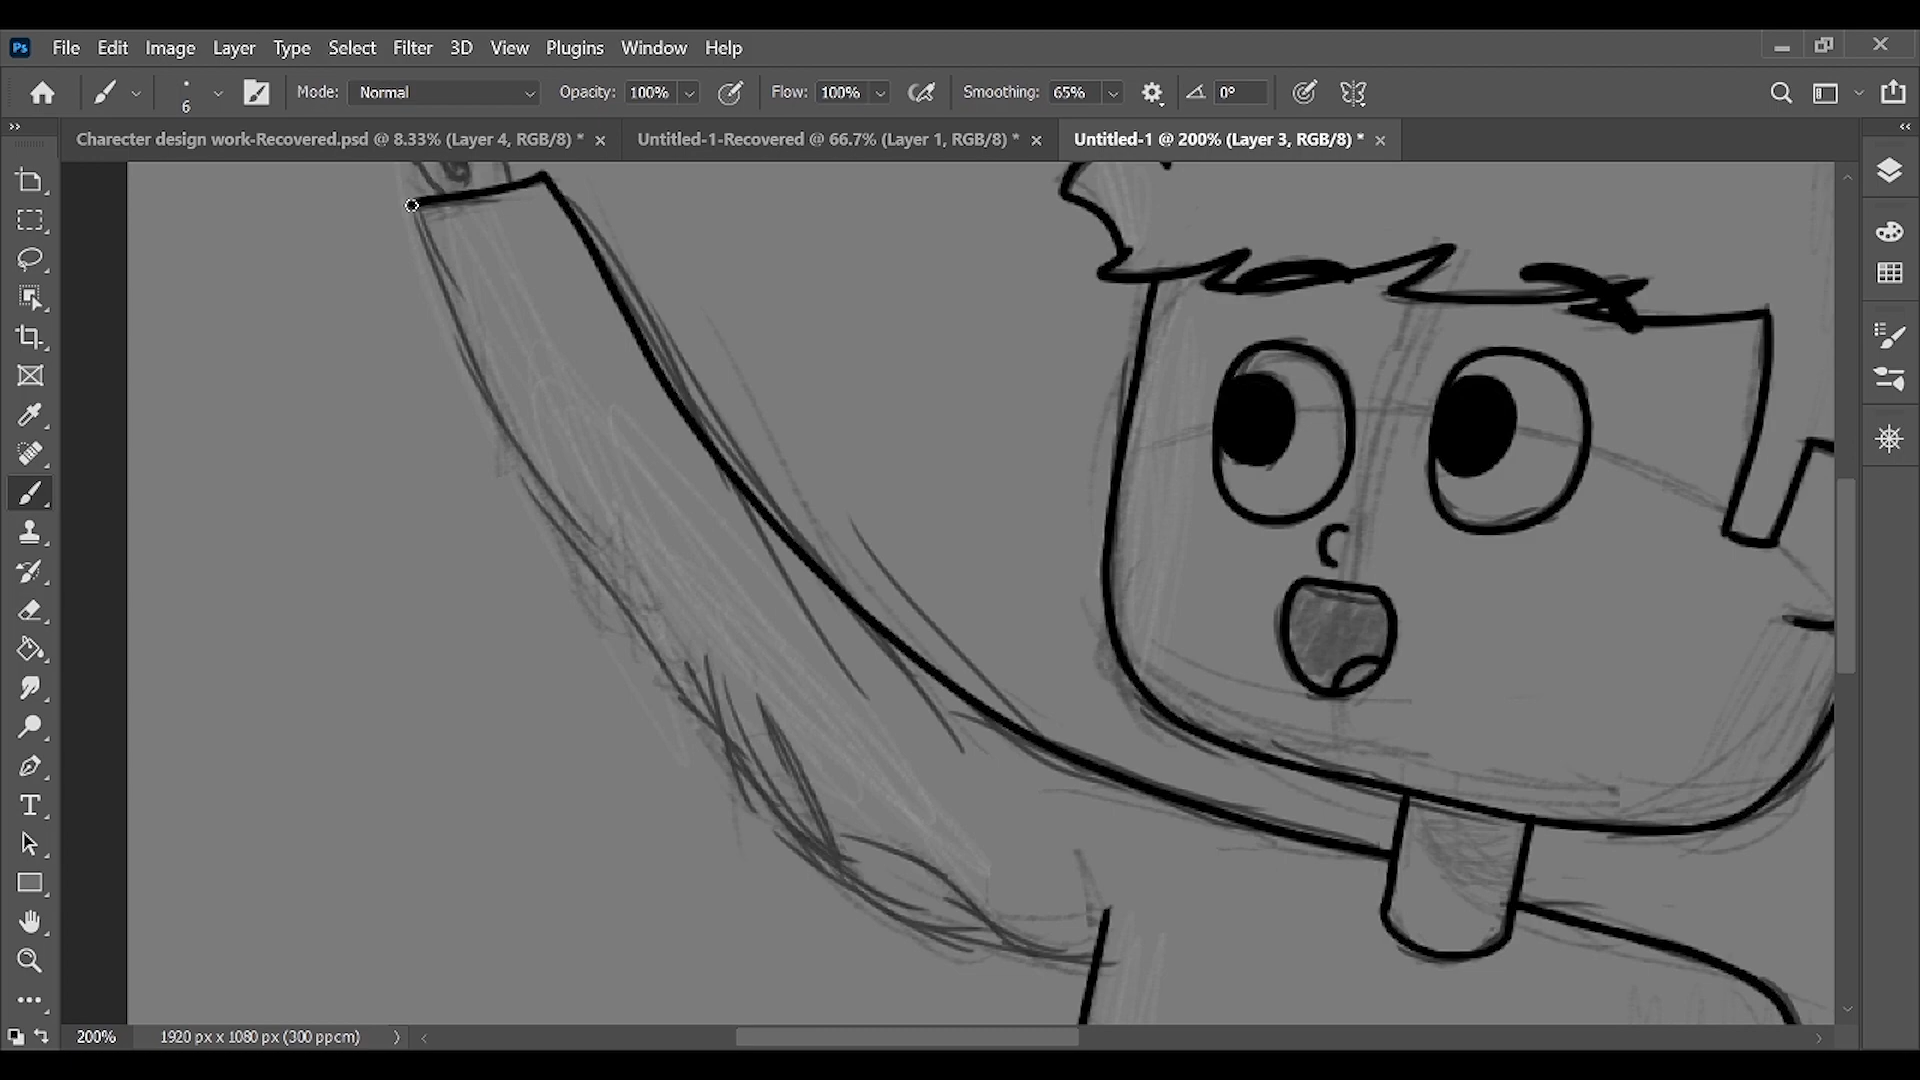 Ps File Edit Image Layer Type Select Filter 3D View Plugins Window Help
6 Mode: Normal Opacity: 100% Flow: 100% Smoothing: 65% 0°
Charecter design work-Recovered.psd @ 8.33% (Layer 4, RGB/8) * Untitled-1-Recovered @ 66.7% (Layer 1, RGB/8) * Untitled-1 @ 200% (Layer 3, RGB/8) *
200% 1920 px x 1080 px (300 ppcm)